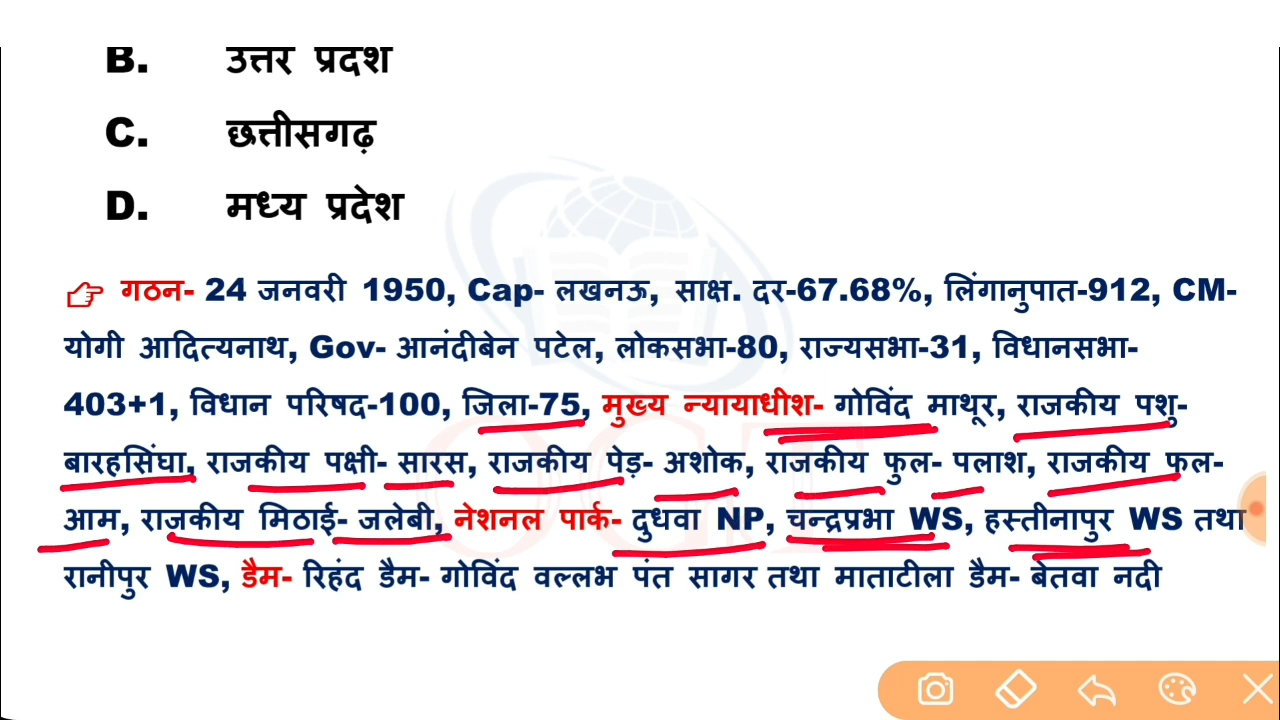 B. उत्तर प्रदेश
C. छत्तीसगढ़
D. मध्य प्रदेश
गठन- 24 जनवरी 1950, Cap- लखनऊ, साक्ष. दर-67.68%, लिंगानुपात-912, CM-
योगी आदित्यनाथ, Gov- आनंदीबेन पटेल, लोकसभा-80, राज्यसभा-31, विधानसभा-
403+1, विधान परिषद-100, जिला-75, मुख्य न्यायाधीश- गोविंद माथूर, राजकीय पशु-
बारहसिंघा, राजकीय पक्षी- सारस, राजकीय पेड़- अशोक, राजकीय फुल- पलाश, राजकीय फल-
आम, राजकीय मिठाई- जलेबी, नेशनल पार्क- दुधवा NP, चन्द्रप्रभा WS, हस्तीनापुर WS तथा
रानीपुर WS, डैम- रिहंद डैम- गोविंद वल्लभ पंत सागर तथा माताटीला डैम- बेतवा नदी
OGT